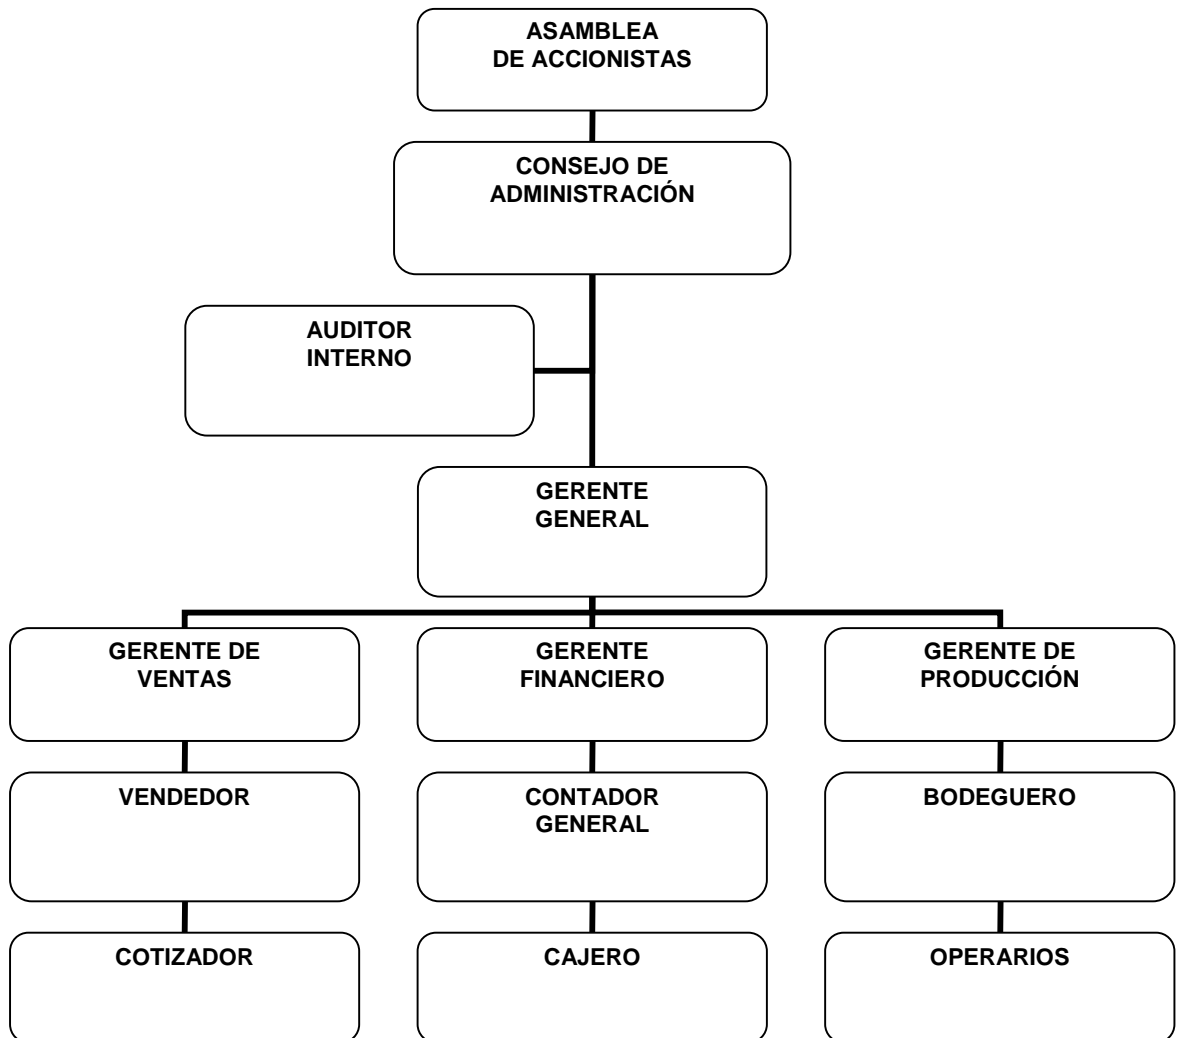 ASAMBLEA
DE ACCIONISTAS
CONSEJO DE
ADMINISTRACIÓN
AUDITOR
INTERNO
GERENTE
GENERAL
GERENTE DE
VENTAS
GERENTE
FINANCIERO
GERENTE DE
PRODUCCIÓN
VENDEDOR
CONTADOR
GENERAL
BODEGUERO
COTIZADOR
CAJERO
OPERARIOS